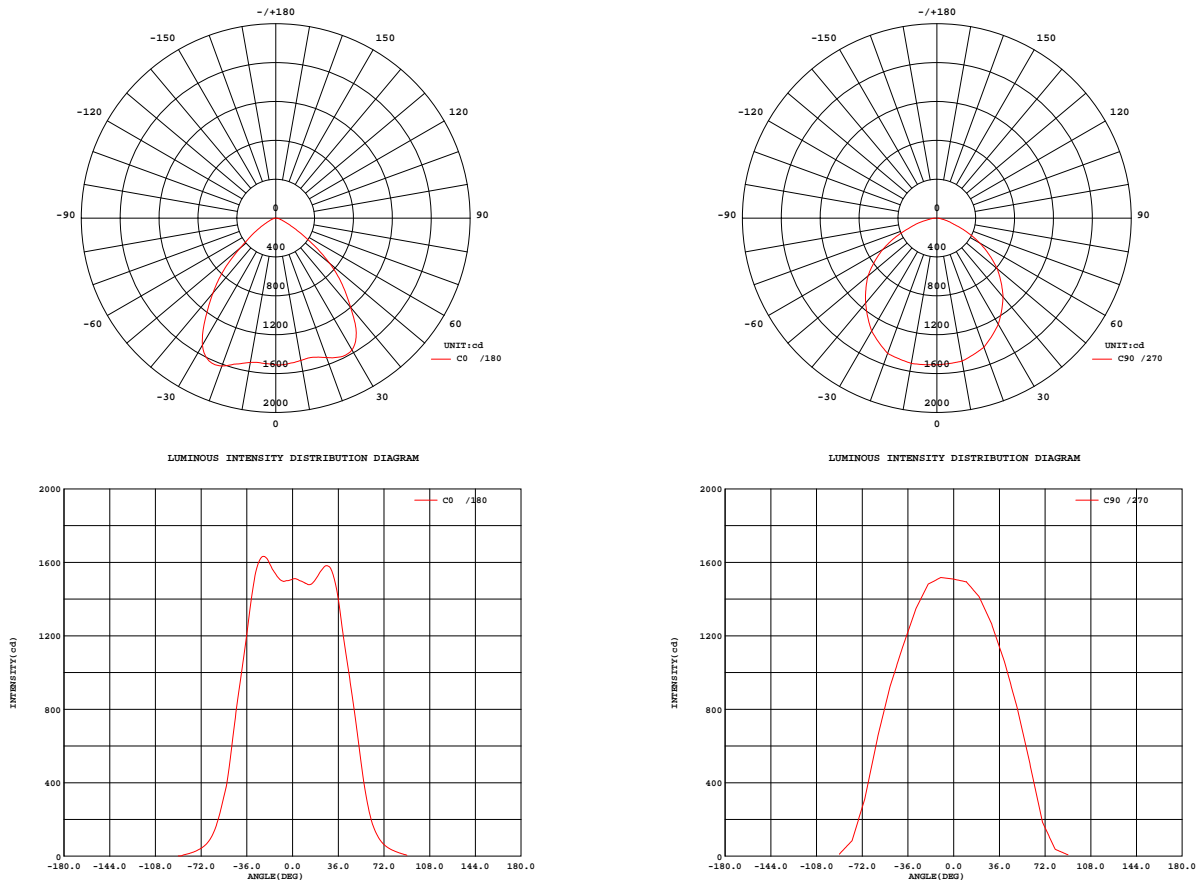 -/+180
-150 150
-120 120
-90 0 90
400
800
-60 1200 60
UNIT:cd
C0 /180
1600
-30 2000 30
0
LUMINOUS INTENSITY DISTRIBUTION DIAGRAM
2000
C0 /180
1600
1200
INTENSITY(cd)
800
400
0
-180.0 -144.0 -108.0 -72.0 -36.0 0.0 36.0 72.0 108.0 144.0 180.0
ANGLE(DEG)
-/+180
-150 150
-120 120
-90 0 90
400
800
-60 1200 60
UNIT:cd
C90 /270
1600
-30 2000 30
0
LUMINOUS INTENSITY DISTRIBUTION DIAGRAM
2000
C90 /270
1600
1200
INTENSITY(cd)
800
400
0
-180.0 -144.0 -108.0 -72.0 -36.0 0.0 36.0 72.0 108.0 144.0 180.0
ANGLE(DEG)